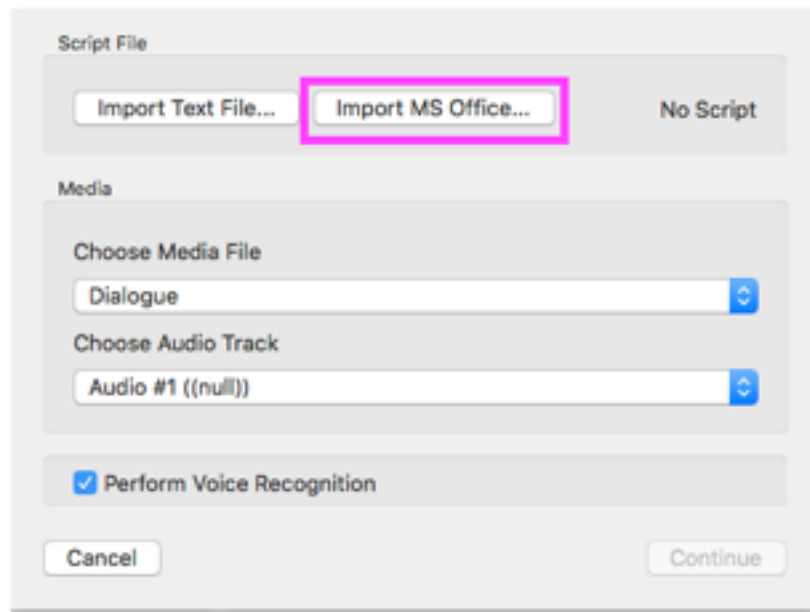 Script File
Import Text File... Import MS Office... No Script
Media
Choose Media File
Dialogue
Choose Audio Track
Audio #1 ((null))
Perform Voice Recognition
Cancel Continue